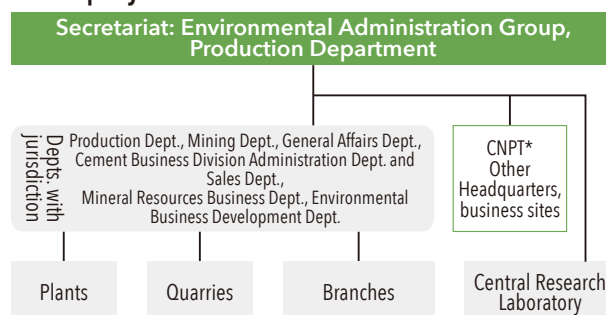 Secretariat: Environmental Administration Group,
Production Department
Depts. with
jurisdiction
Production Dept., Mining Dept., General Affairs Dept.,
Cement Business Division Administration Dept. and
Sales Dept.,
Mineral Resources Business Dept., Environmental
Business Development Dept.
CNPT*
Other
Headquarters,
business sites
Plants
Quarries
Branches
Central Research
Laboratory